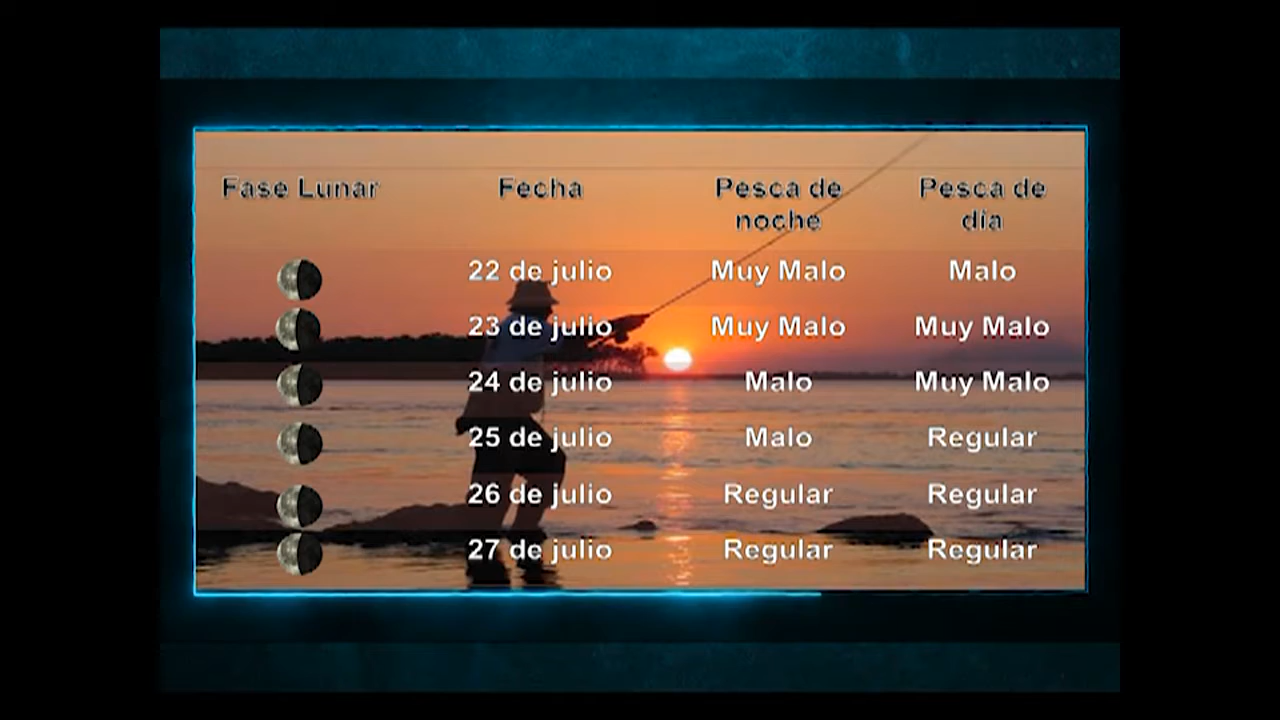 Fase Lunar Fecha Pesca de noche Pesca de día
22 de julio Muy Malo Malo
23 de julio Muy Malo Muy Malo
24 de julio Malo Muy Malo
25 de julio Malo Regular
26 de julio Regular Regular
27 de julio Regular Regular